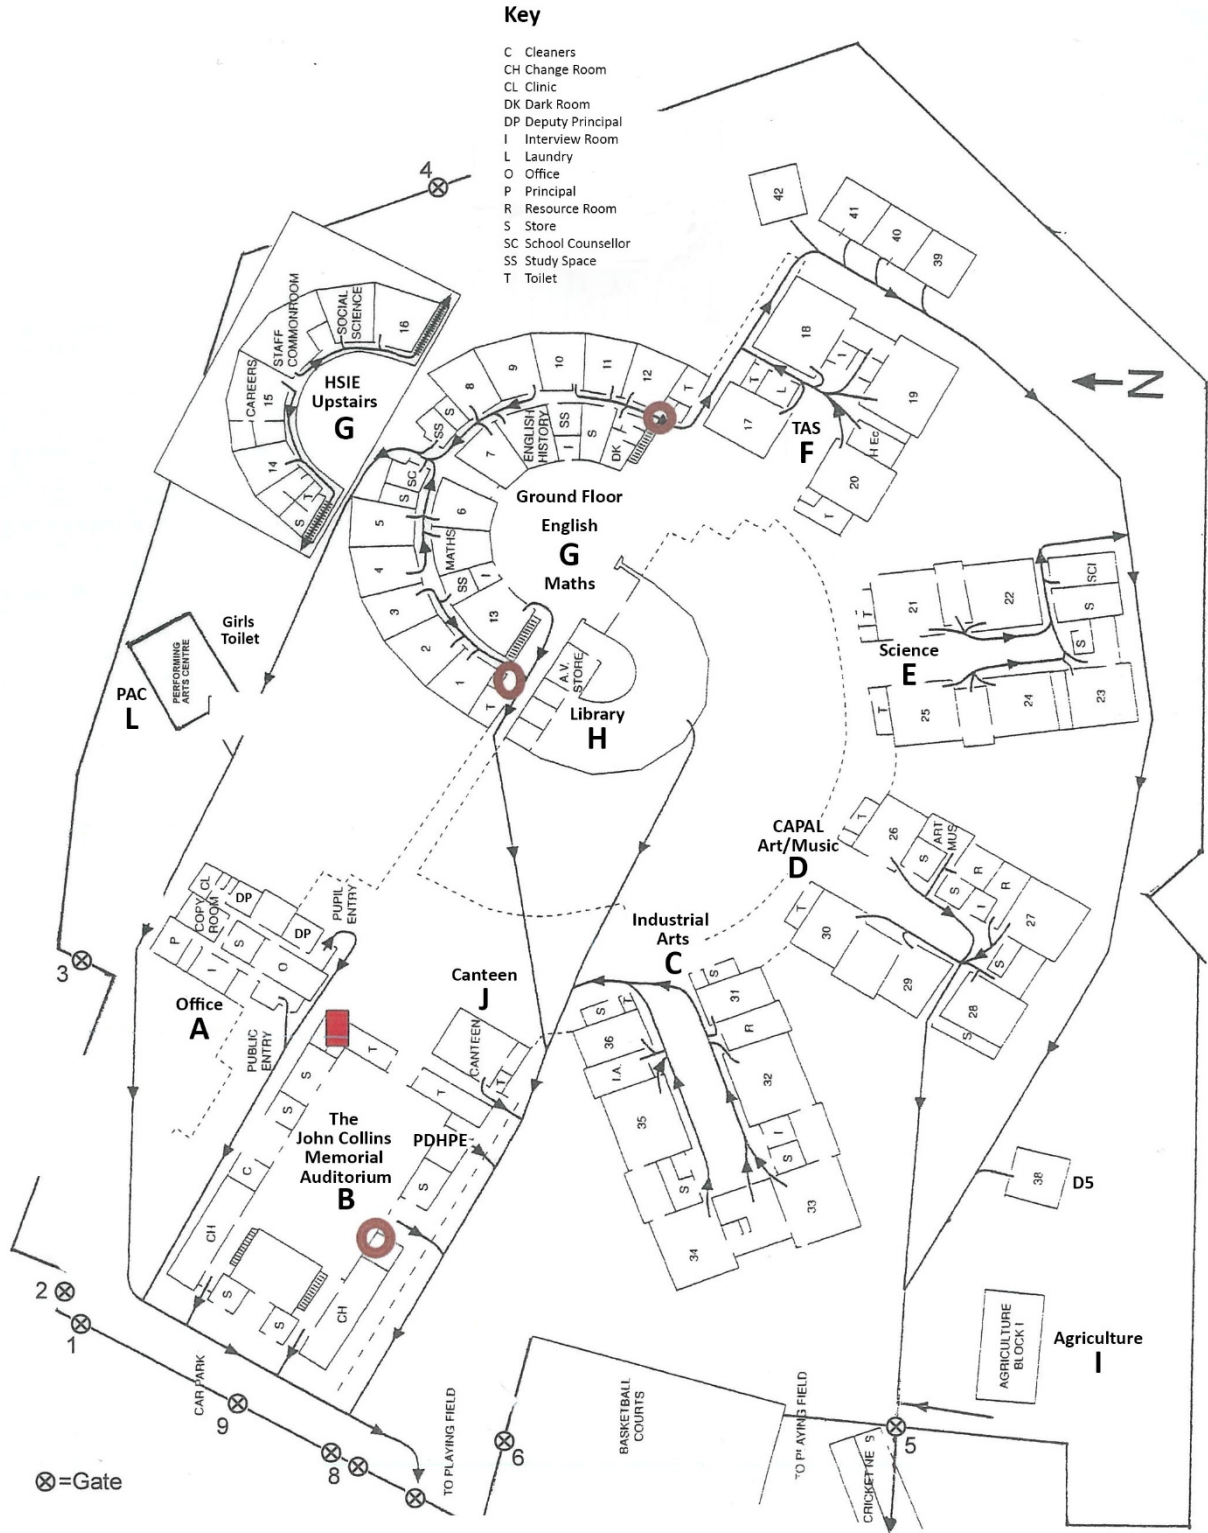 Key
C Cleaners
CH Change Room
CL Clinic
DK Dark Room
DP Deputy Principal
I Interview Room
L Laundry
O Office
P Principal
R Resource Room
S Store
SC School Counsellor
SS Study Space
T Toilet
4
42
41
40
39
STAFF
COMMONROOM
SOCIAL
SCIENCE
16
CAREERS
15
HSIE
Upstairs
G
14
T
S
N
8
9
10
11
12
T
S
SS
7
ENGLISH
HISTORY
SS
I
S
DK
18
I
L
T
17
19
TAS
F
H Ec
20
T
T
SC
S
5
6
4
MATHS
SS
I
3
13
2
1
T
Ground Floor
English
G
Maths
A.V.
STORE
Library
H
Girls
Toilet
PERFORMING
ARTS CENTRE
PAC
L
T
T
21
22
SCI
S
S
Science
E
T
25
24
23
CAPAL
Art/Music
D
T
26
ART
MUS
S
S
R
R
I
27
T
30
29
S
28
S
3
CL
COPY
ROOM
DP
DP
P
S
I
O
PUPIL
ENTRY
Office
A
PUBLIC
ENTRY
Industrial
Arts
C
S
31
R
32
I
S
33
S
T
36
I.A.
35
T
S
34
Canteen
J
CANTEEN
T
T
T
S
S
C
CH
The
John Collins
Memorial
Auditorium
B
PDHPE
S
S
S
CH
38
D5
AGRICULTURE
BLOCK I
Agriculture
I
2
1
CAR PARK
9
8
TO PLAYING FIELD
6
BASKETBALL
COURTS
TO PLAYING FIELD
5
CRICKET NE S
=Gate